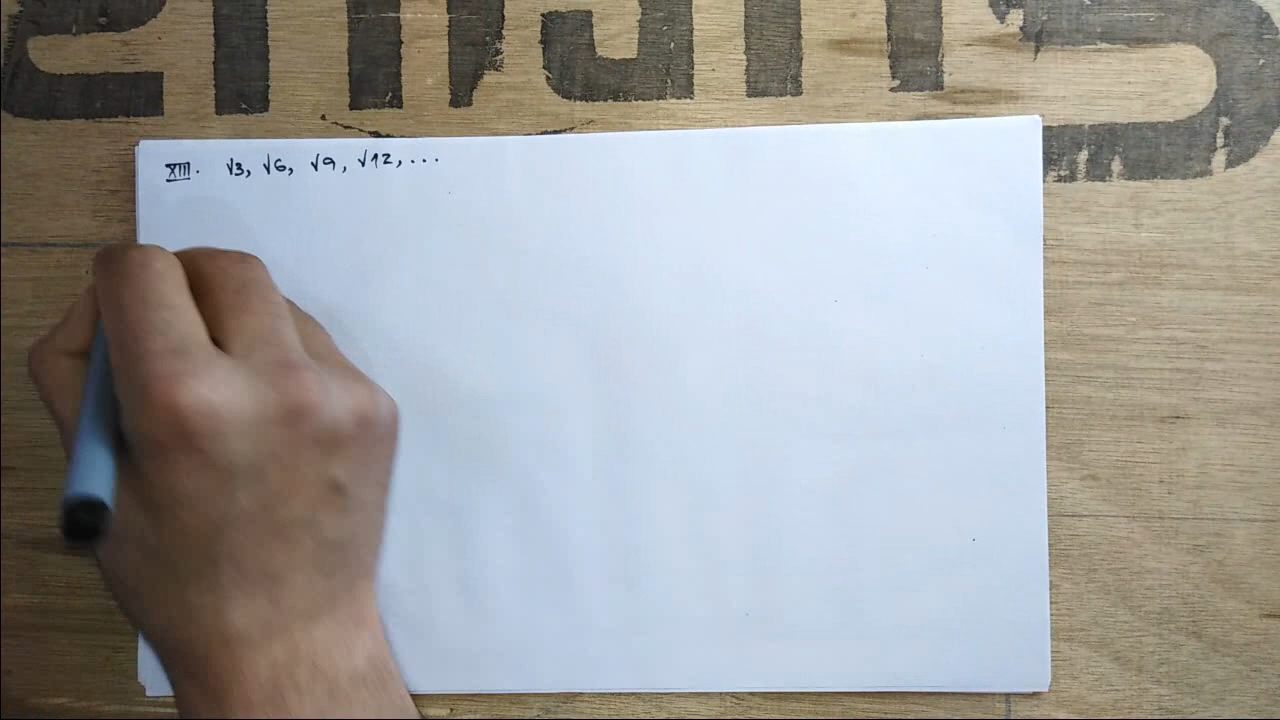 XIII. √3, √6, √9, √12, ...